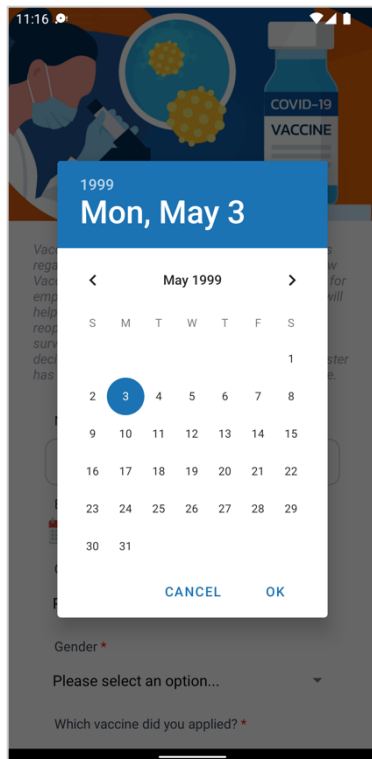 11:16
COVID-19
VACCINE
1999
Mon, May 3
May 1999
S M T W T F S
1
2 3 4 5 6 7 8
9 10 11 12 13 14 15
16 17 18 19 20 21 22
23 24 25 26 27 28 29
30 31
CANCEL OK
Gender *
Please select an option...
Which vaccine did you applied? *